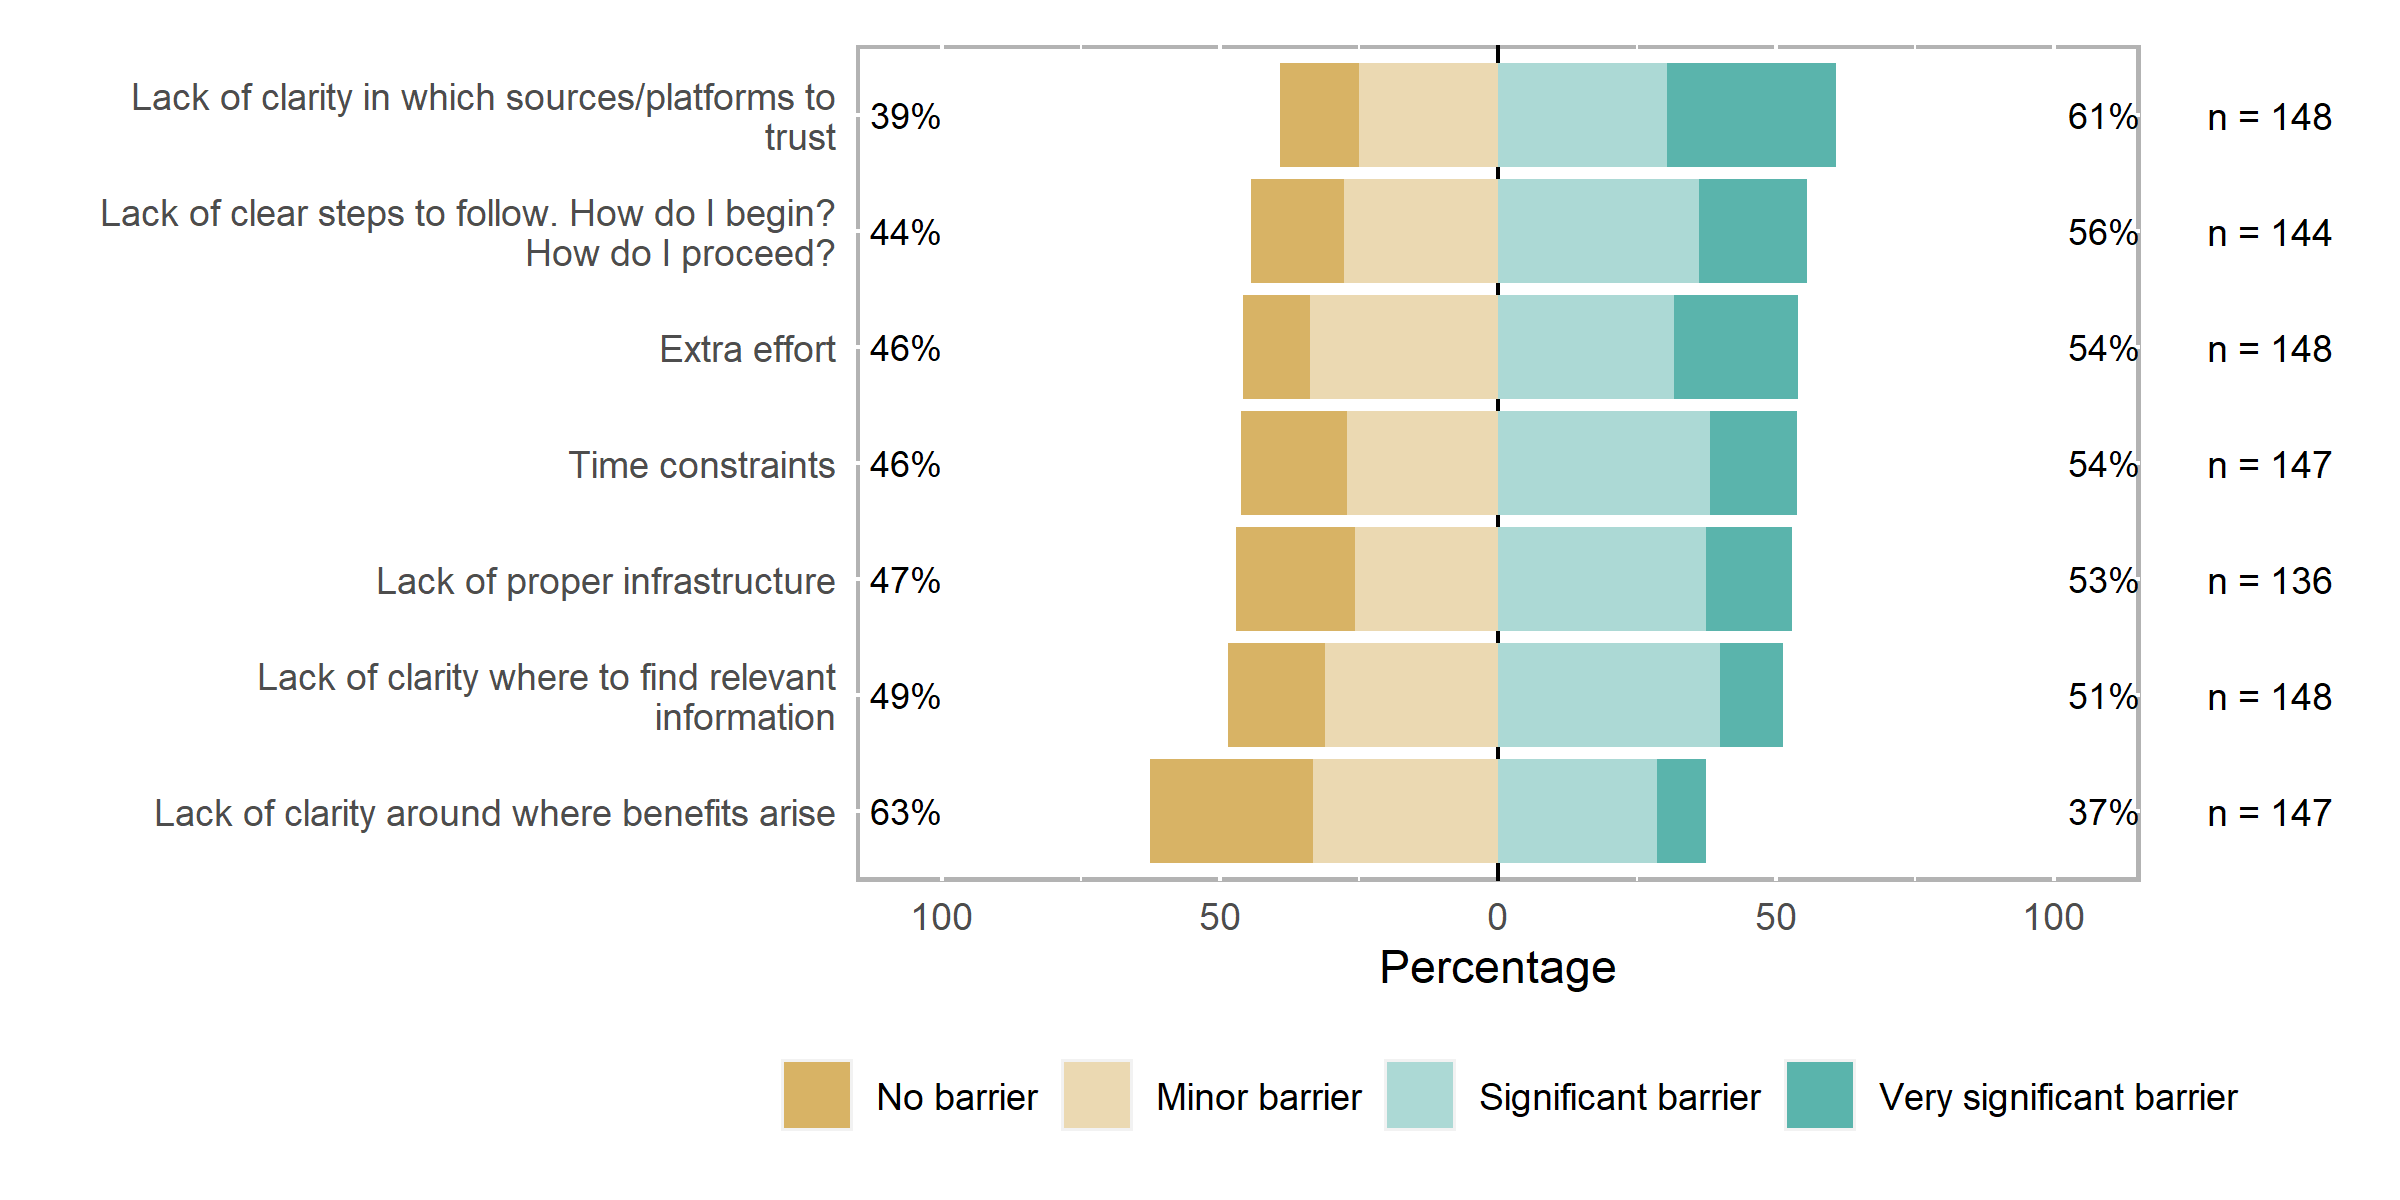 Lack of clarity in which sources/platforms to
trust
39%
61%
n = 148
Lack of clear steps to follow. How do I begin?
How do I proceed?
44%
56%
n = 144
Extra effort
46%
54%
n = 148
Time constraints
46%
54%
n = 147
Lack of proper infrastructure
47%
53%
n = 136
Lack of clarity where to find relevant
information
49%
51%
n = 148
Lack of clarity around where benefits arise
63%
37%
n = 147
100 50 0 50 100
Percentage
No barrier Minor barrier Significant barrier Very significant barrier